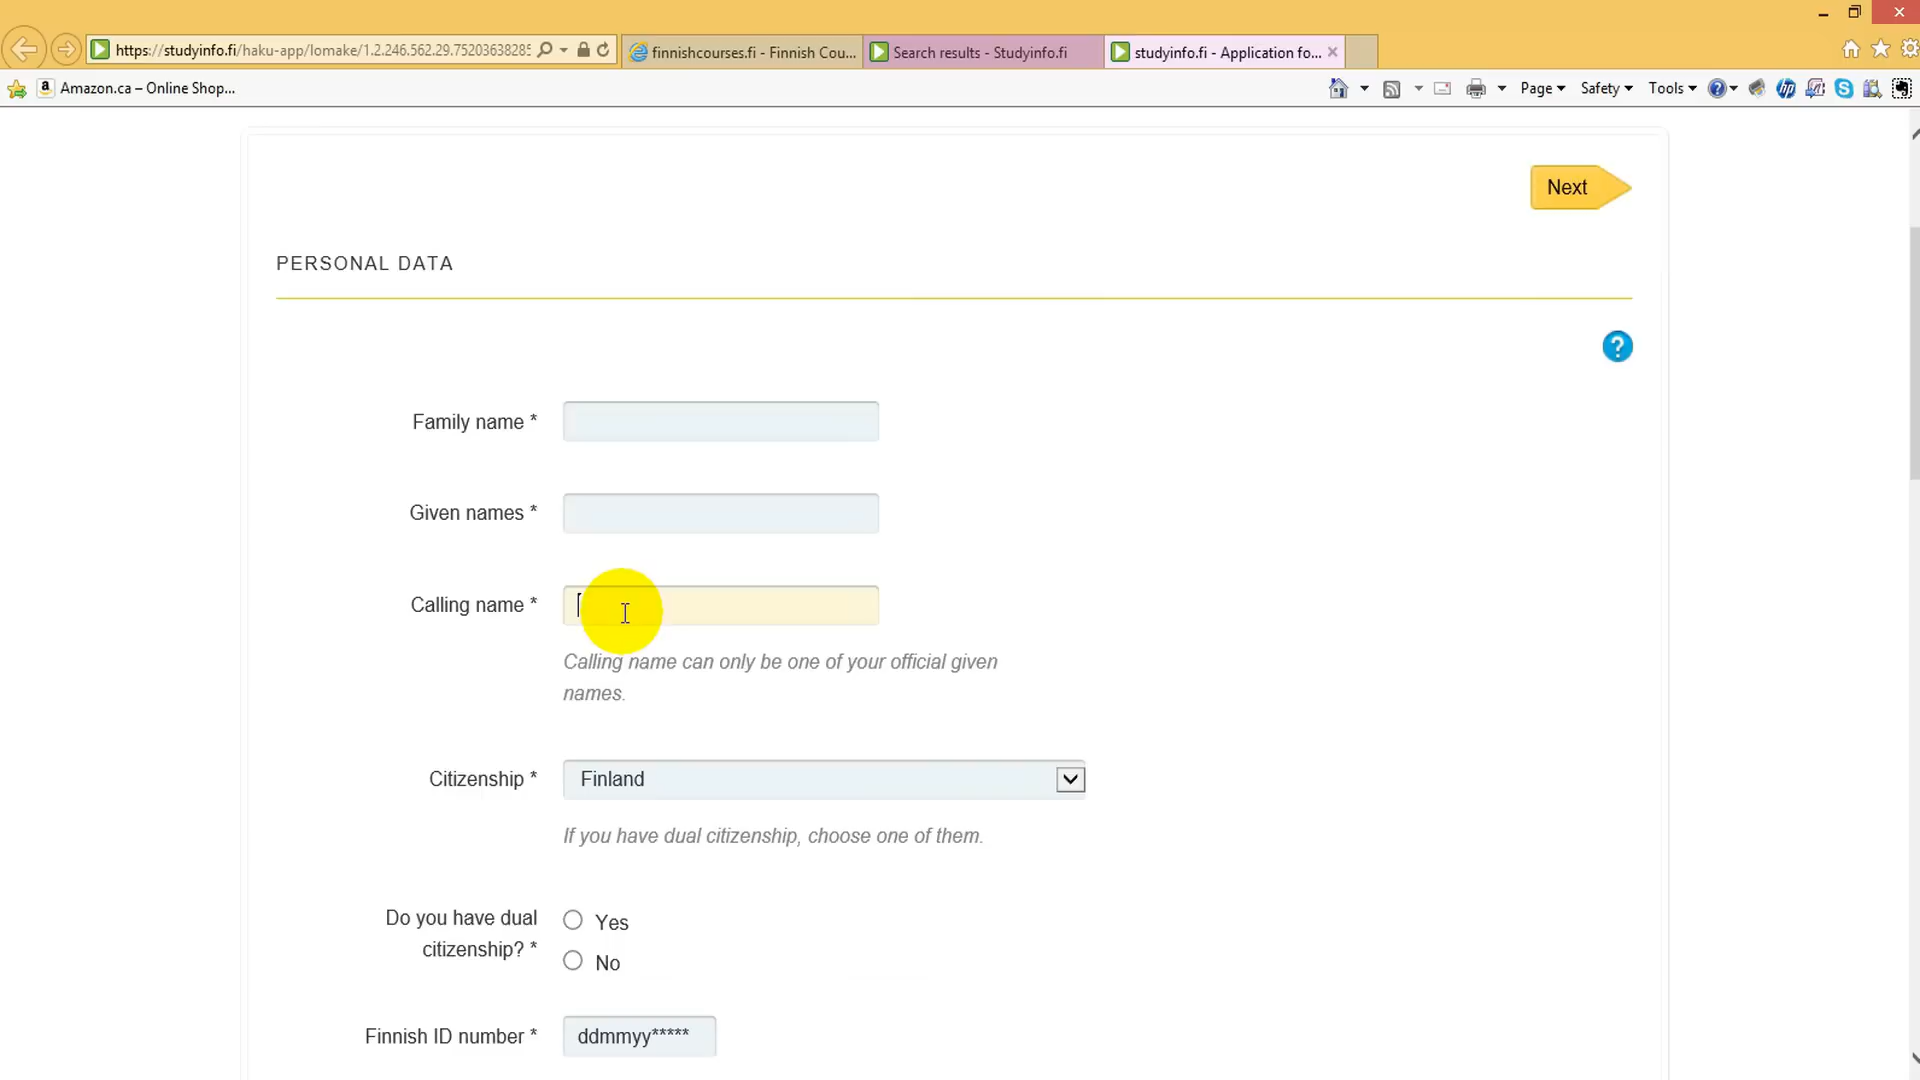 https://studyinfo.fi/haku-app/lomake/1.2.246.562.29.75203638285
finnishcourses.fi - Finnish Cou...
Search results - Studyinfo.fi
studyinfo.fi - Application fo...
Amazon.ca – Online Shop...
Page
Safety
Tools
Next
PERSONAL DATA
?
Family name *
Given names *
Calling name *
Calling name can only be one of your official given
names.
Citizenship *
Finland
If you have dual citizenship, choose one of them.
Do you have dual
citizenship? *
Yes
No
Finnish ID number *
ddmmyy*****